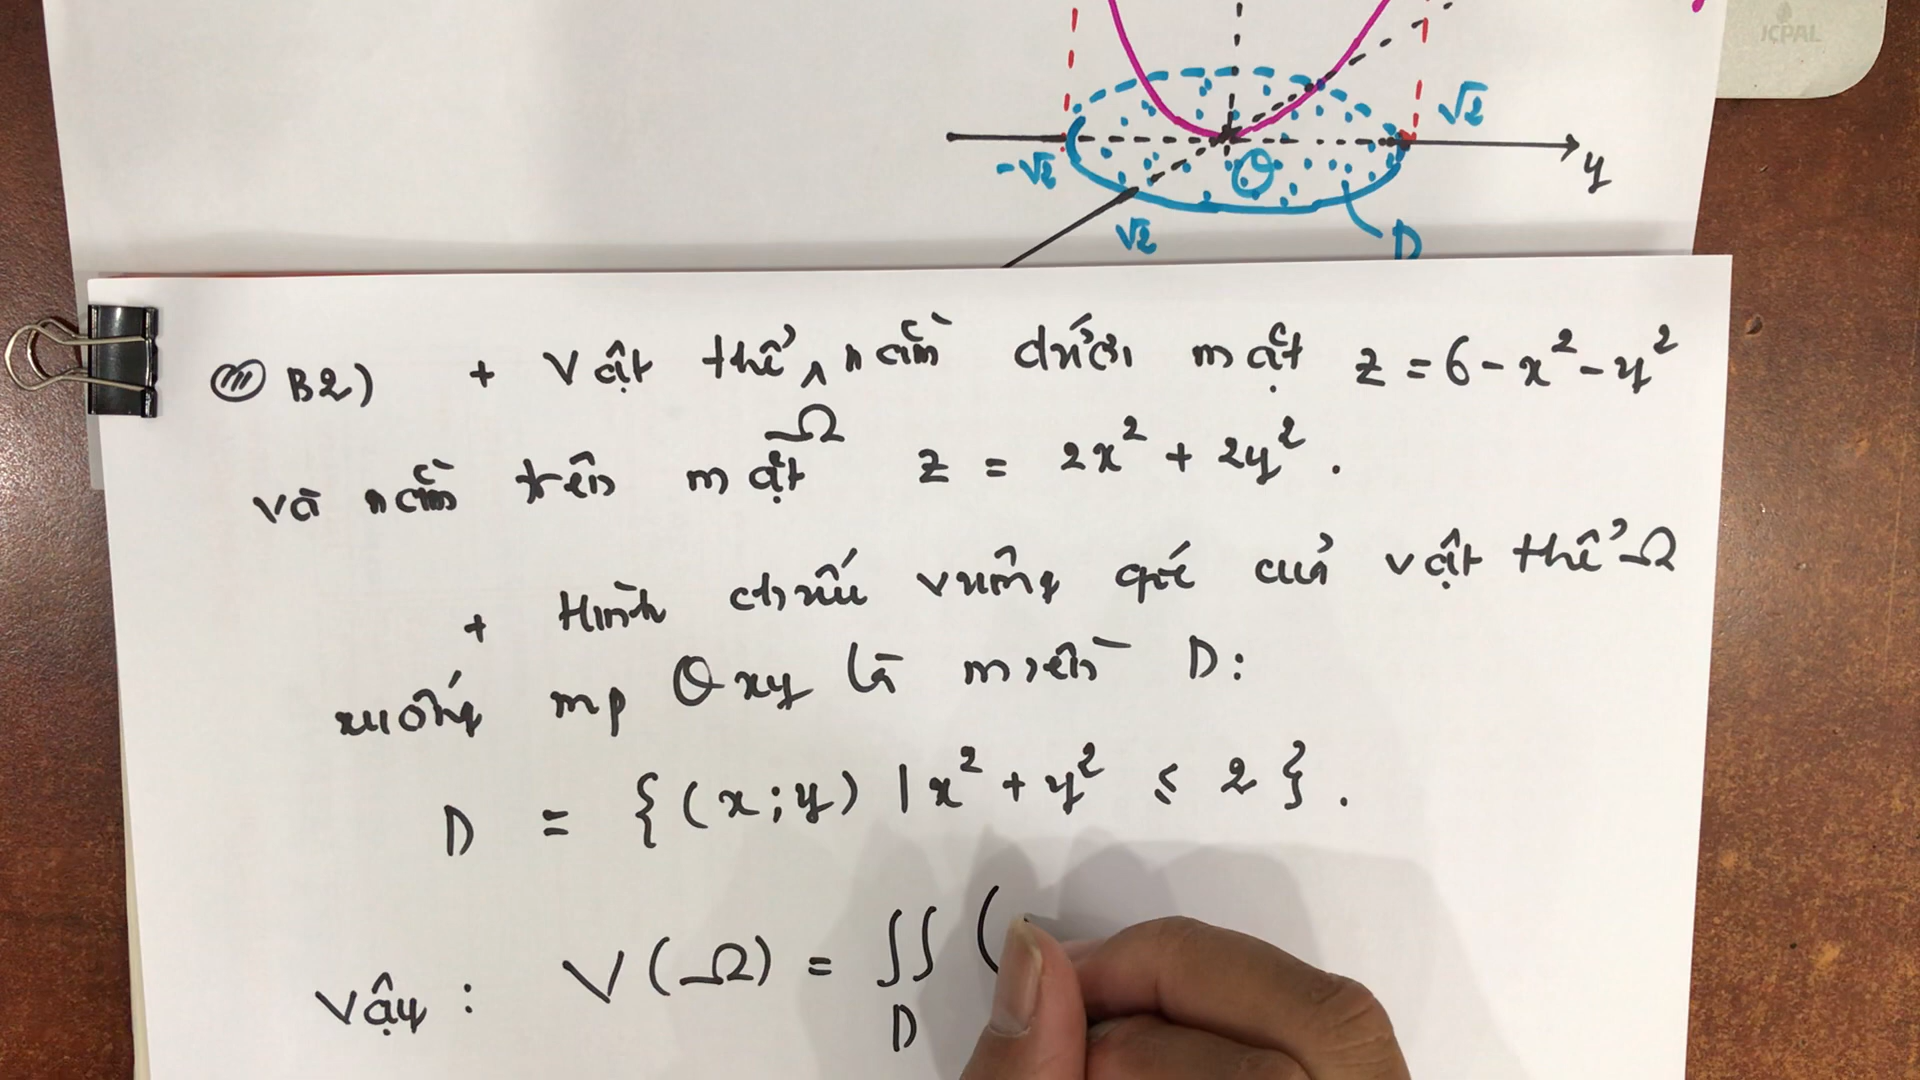 JCPAL
√2
-√2
O
y
√2
D
B2) + Vật thể ^ nằm dưới mặt z = 6 - x² - y²
Ω
và nằm trên mặt z = 2x² + 2y².
+ Hình chiếu vuông góc của vật thể Ω
xuống mp Oxy là miền D:
D = {(x;y) | x² + y² ≤ 2}.
Vậy : V(Ω) = ∬ (
D